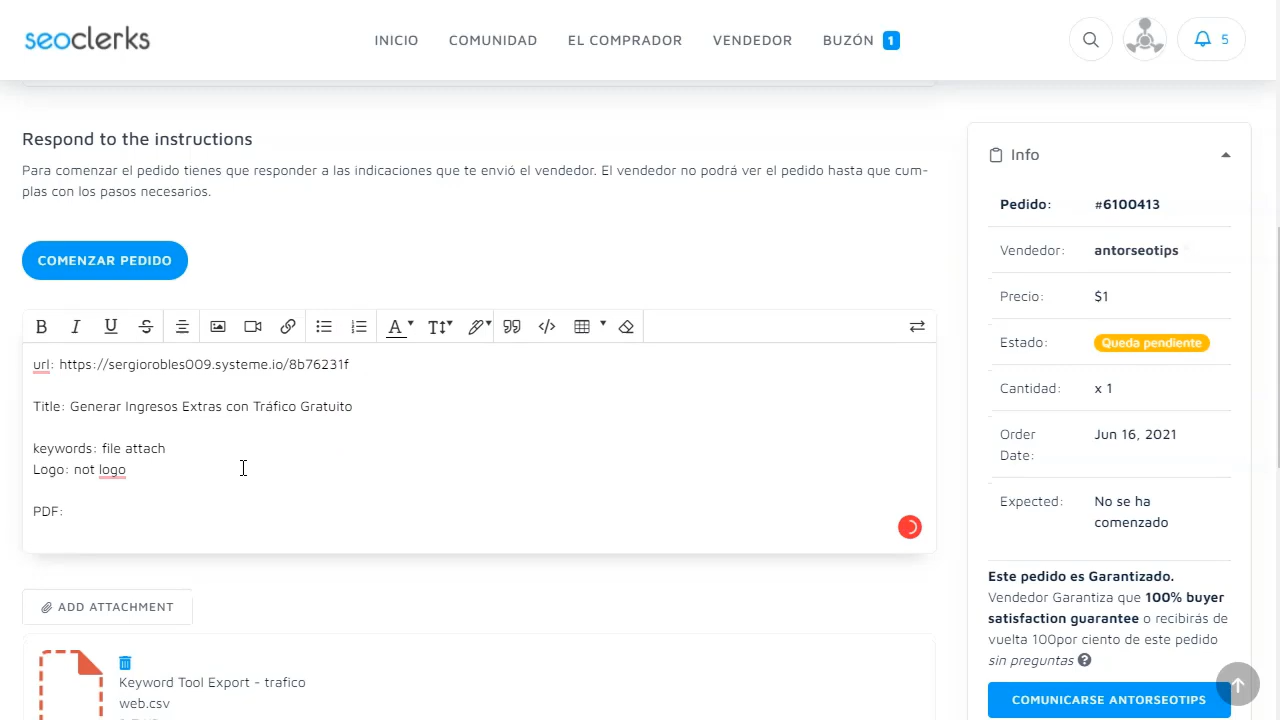 seoclerks
INICIO
COMUNIDAD
EL COMPRADOR
VENDEDOR
BUZÓN 1
5
Respond to the instructions
Para comenzar el pedido tienes que responder a las indicaciones que te envió el vendedor. El vendedor no podrá ver el pedido hasta que cum-
plas con los pasos necesarios.
COMENZAR PEDIDO
B I U S A T
url: https://sergiorobles009.systeme.io/8b76231f
Title: Generar Ingresos Extras con Tráfico Gratuito
keywords: file attach
Logo: not logo
PDF:
ADD ATTACHMENT
Keyword Tool Export - trafico
web.csv
Info
Pedido: #6100413
Vendedor: antorseotips
Precio: $1
Estado: Queda pendiente
Cantidad: x 1
Order Jun 16, 2021
Date:
Expected: No se ha
comenzado
Este pedido es Garantizado.
Vendedor Garantiza que 100% buyer
satisfaction guarantee o recibirás de
vuelta 100por ciento de este pedido
sin preguntas ?
COMUNICARSE ANTORSEOTIPS